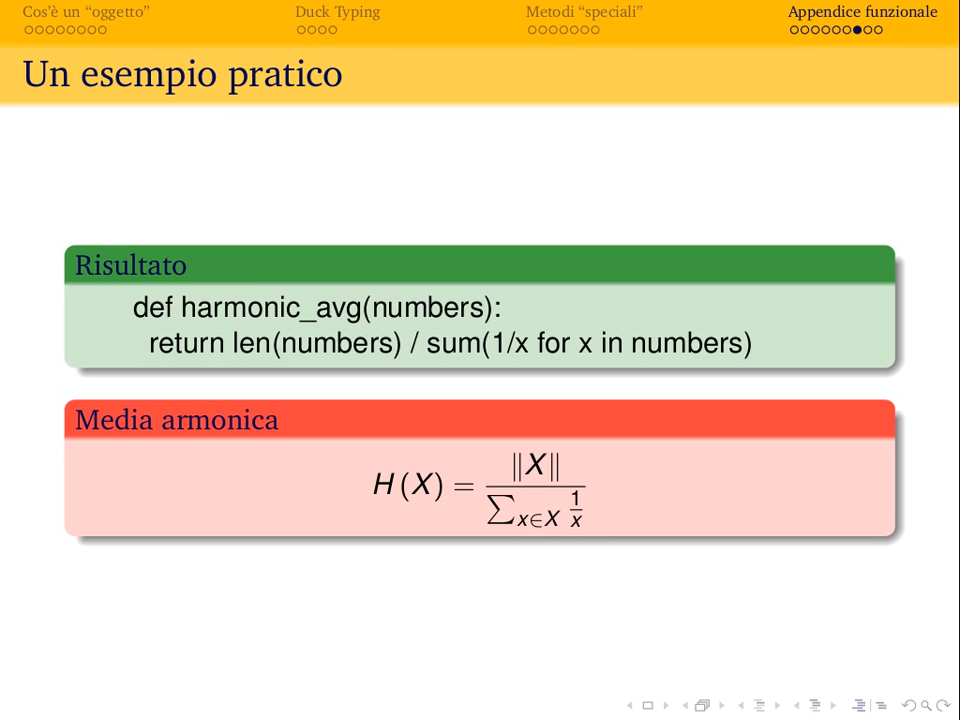 Cos'è un “oggetto” Duck Typing Metodi “speciali” Appendice funzionale
Un esempio pratico
Risultato
def harmonic_avg(numbers):
return len(numbers) / sum(1/x for x in numbers)
Media armonica
H (X) = ‖X‖ / ∑x∈X 1/x